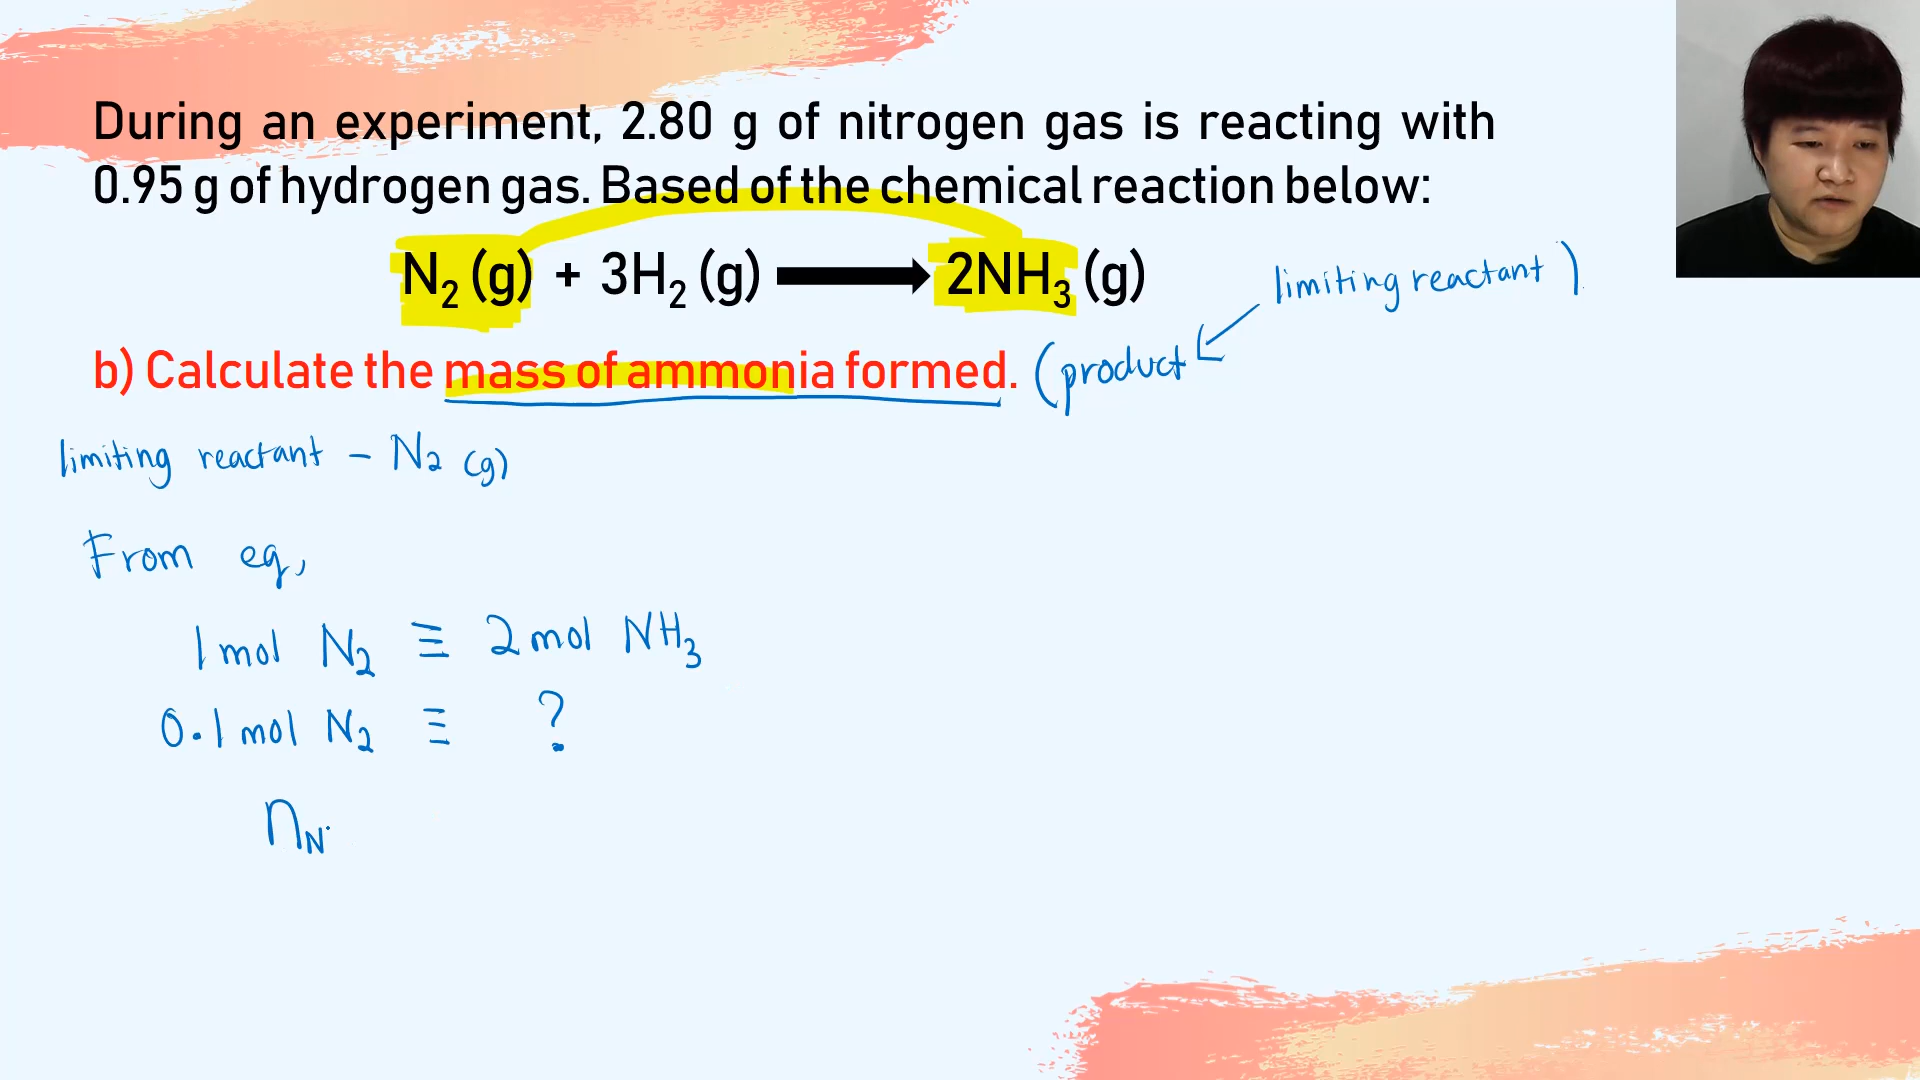 During an experiment, 2.80 g of nitrogen gas is reacting with
0.95 g of hydrogen gas. Based of the chemical reaction below:
N₂ (g) + 3H₂ (g) ⟶ 2NH₃ (g)
limiting reactant )
b) Calculate the mass of ammonia formed. (product
limiting reactant - N₂ (g)
From eq,
1 mol N₂ ≡ 2 mol NH₃
0.1 mol N₂ ≡ ?
n N